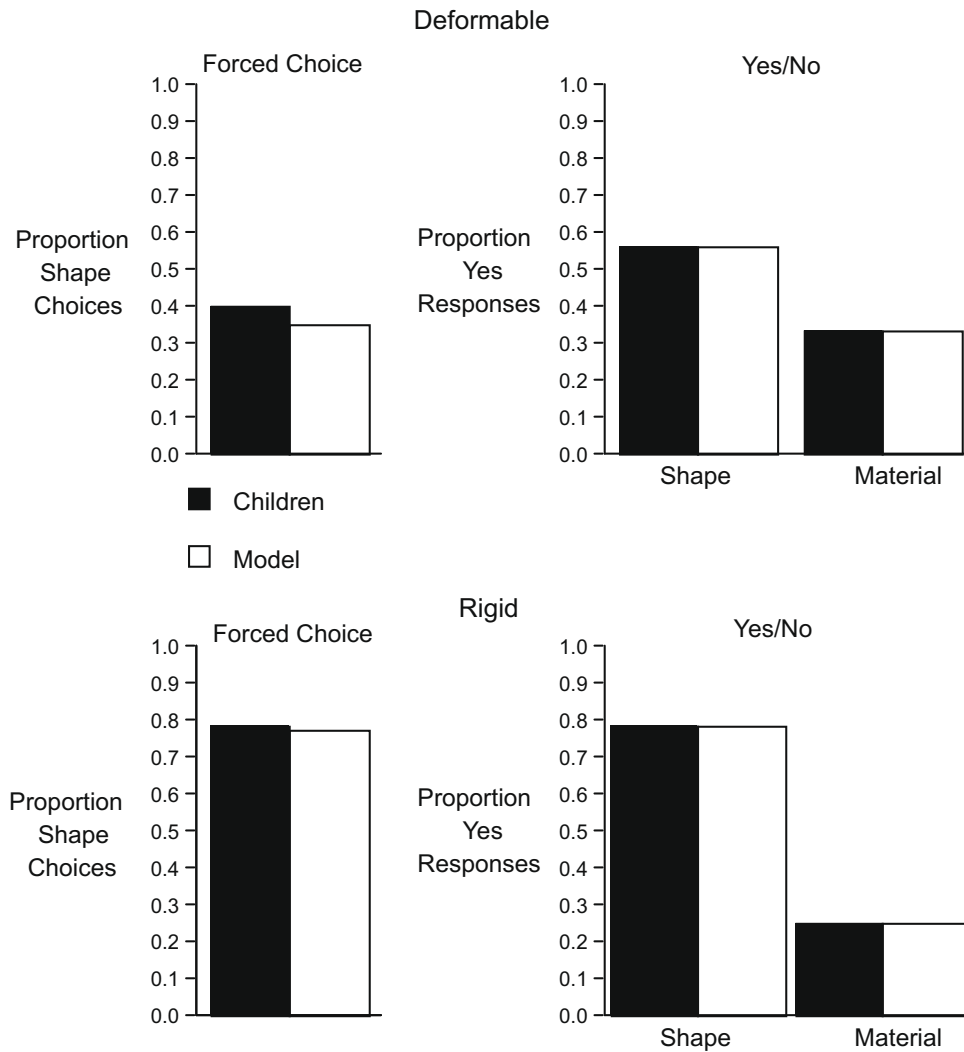 Deformable
Forced Choice
1.0
0.9
0.8
0.7
0.6
0.5
0.4
0.3
0.2
0.1
0.0
Proportion
Shape
Choices
Yes/No
1.0
0.9
0.8
0.7
0.6
0.5
0.4
0.3
0.2
0.1
0.0
Proportion
Yes
Responses
Shape
Material
Children
Model
Rigid
Forced Choice
1.0
0.9
0.8
0.7
0.6
0.5
0.4
0.3
0.2
0.1
0.0
Proportion
Shape
Choices
Yes/No
1.0
0.9
0.8
0.7
0.6
0.5
0.4
0.3
0.2
0.1
0.0
Proportion
Yes
Responses
Shape
Material